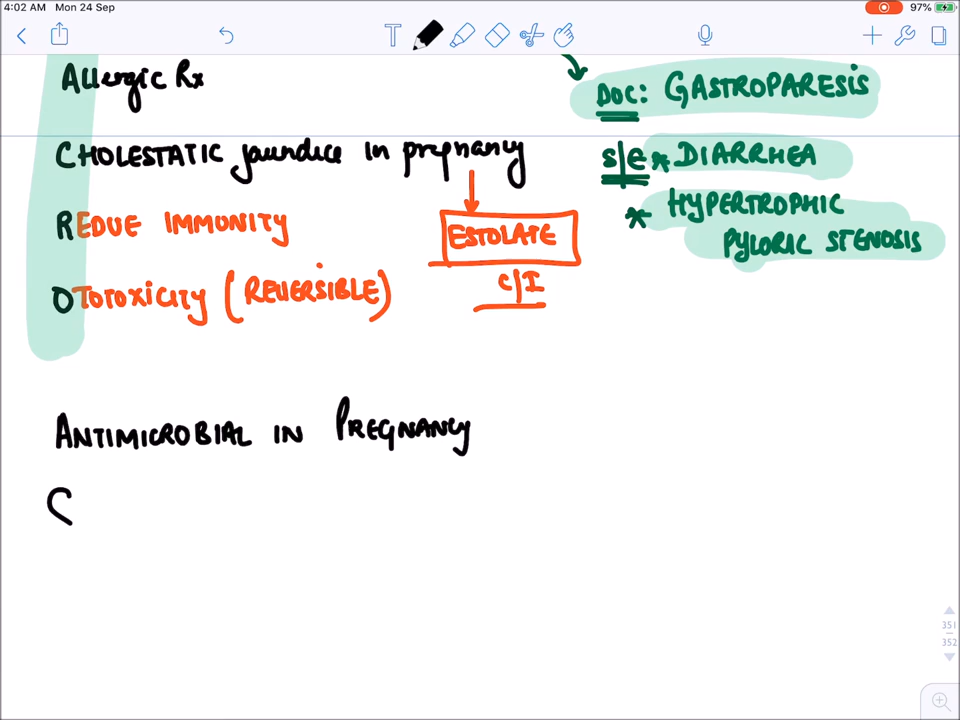 4:02 AM Mon 24 Sep
97%
T
ALLergic Rx
DOC: GASTROPARESIS
CHOLESTATIC jaundice in pregnancy
S/E * DIARRHEA
REDUE IMMUNITY
* HYPERTROPHIC
PYLORIC STENOSIS
ESTOLATE
C/I
OTOTOXICITY (REVERSIBLE)
ANTIMICROBIAL IN PREGNANCY
C
351
352